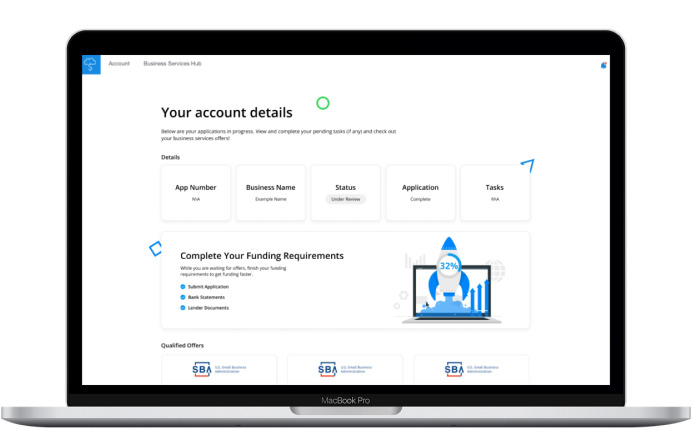 Account Business Services Hub
Your account details
Below are your applications in progress. View and complete your pending tasks (if any) and check out
your business services offers!
Details
App Number Business Name Status Application Tasks
N\A Example Name Under Review Complete N\A
Complete Your Funding Requirements
While you are waiting for offers, finish your funding
requirements to get funding faster.
Submit Application
Bank Statements
Lender Documents
32%
Qualified Offers
SBA U.S. Small Business
Administration
SBA U.S. Small Business
Administration
SBA U.S. Small Business
Administration
MacBook Pro